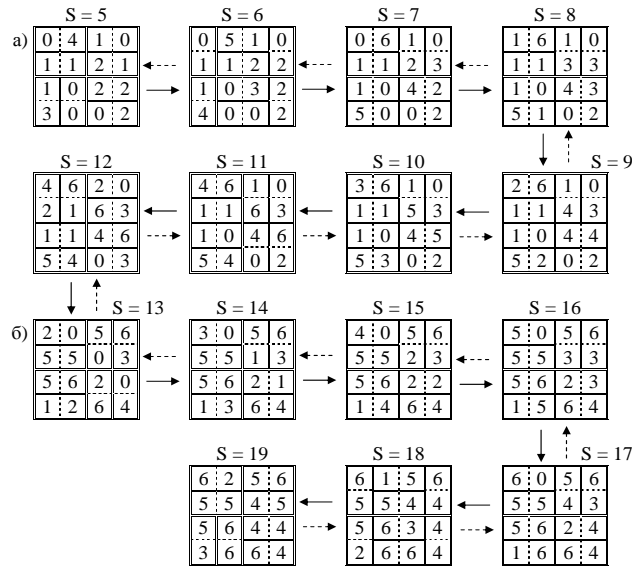 S = 5 S = 6 S = 7 S = 8
а) 0 4 1 0 0 5 1 0 0 6 1 0 1 6 1 0
1 1 2 1 1 1 2 2 1 1 2 3 1 1 3 3
1 0 2 2 1 0 3 2 1 0 4 2 1 0 4 3
3 0 0 2 4 0 0 2 5 0 0 2 5 1 0 2
S = 12 S = 11 S = 10 S = 9
4 6 2 0 4 6 1 0 3 6 1 0 2 6 1 0
2 1 6 3 1 1 6 3 1 1 5 3 1 1 4 3
1 1 4 6 1 0 4 6 1 0 4 5 1 0 4 4
5 4 0 3 5 4 0 2 5 3 0 2 5 2 0 2
S = 13 S = 14 S = 15 S = 16
б) 2 0 5 6 3 0 5 6 4 0 5 6 5 0 5 6
5 5 0 3 5 5 1 3 5 5 2 3 5 5 3 3
5 6 2 0 5 6 2 1 5 6 2 2 5 6 2 3
1 2 6 4 1 3 6 4 1 4 6 4 1 5 6 4
S = 19 S = 18 S = 17
6 2 5 6 6 1 5 6 6 0 5 6
5 5 4 5 5 5 4 4 5 5 4 3
5 6 4 4 5 6 3 4 5 6 2 4
3 6 6 4 2 6 6 4 1 6 6 4